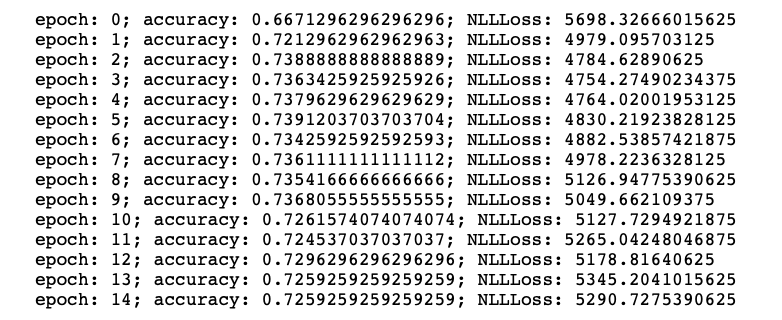 epoch: 0; accuracy: 0.6671296296296296; NLLLoss: 5698.32666015625
epoch: 1; accuracy: 0.7212962962962963; NLLLoss: 4979.095703125
epoch: 2; accuracy: 0.7388888888888889; NLLLoss: 4784.62890625
epoch: 3; accuracy: 0.7363425925925926; NLLLoss: 4754.27490234375
epoch: 4; accuracy: 0.7379629629629629; NLLLoss: 4764.02001953125
epoch: 5; accuracy: 0.7391203703703704; NLLLoss: 4830.21923828125
epoch: 6; accuracy: 0.7342592592592593; NLLLoss: 4882.53857421875
epoch: 7; accuracy: 0.7361111111111112; NLLLoss: 4978.2236328125
epoch: 8; accuracy: 0.7354166666666666; NLLLoss: 5126.94775390625
epoch: 9; accuracy: 0.7368055555555555; NLLLoss: 5049.662109375
epoch: 10; accuracy: 0.7261574074074074; NLLLoss: 5127.7294921875
epoch: 11; accuracy: 0.724537037037037; NLLLoss: 5265.04248046875
epoch: 12; accuracy: 0.7296296296296296; NLLLoss: 5178.81640625
epoch: 13; accuracy: 0.7259259259259259; NLLLoss: 5345.2041015625
epoch: 14; accuracy: 0.7259259259259259; NLLLoss: 5290.7275390625